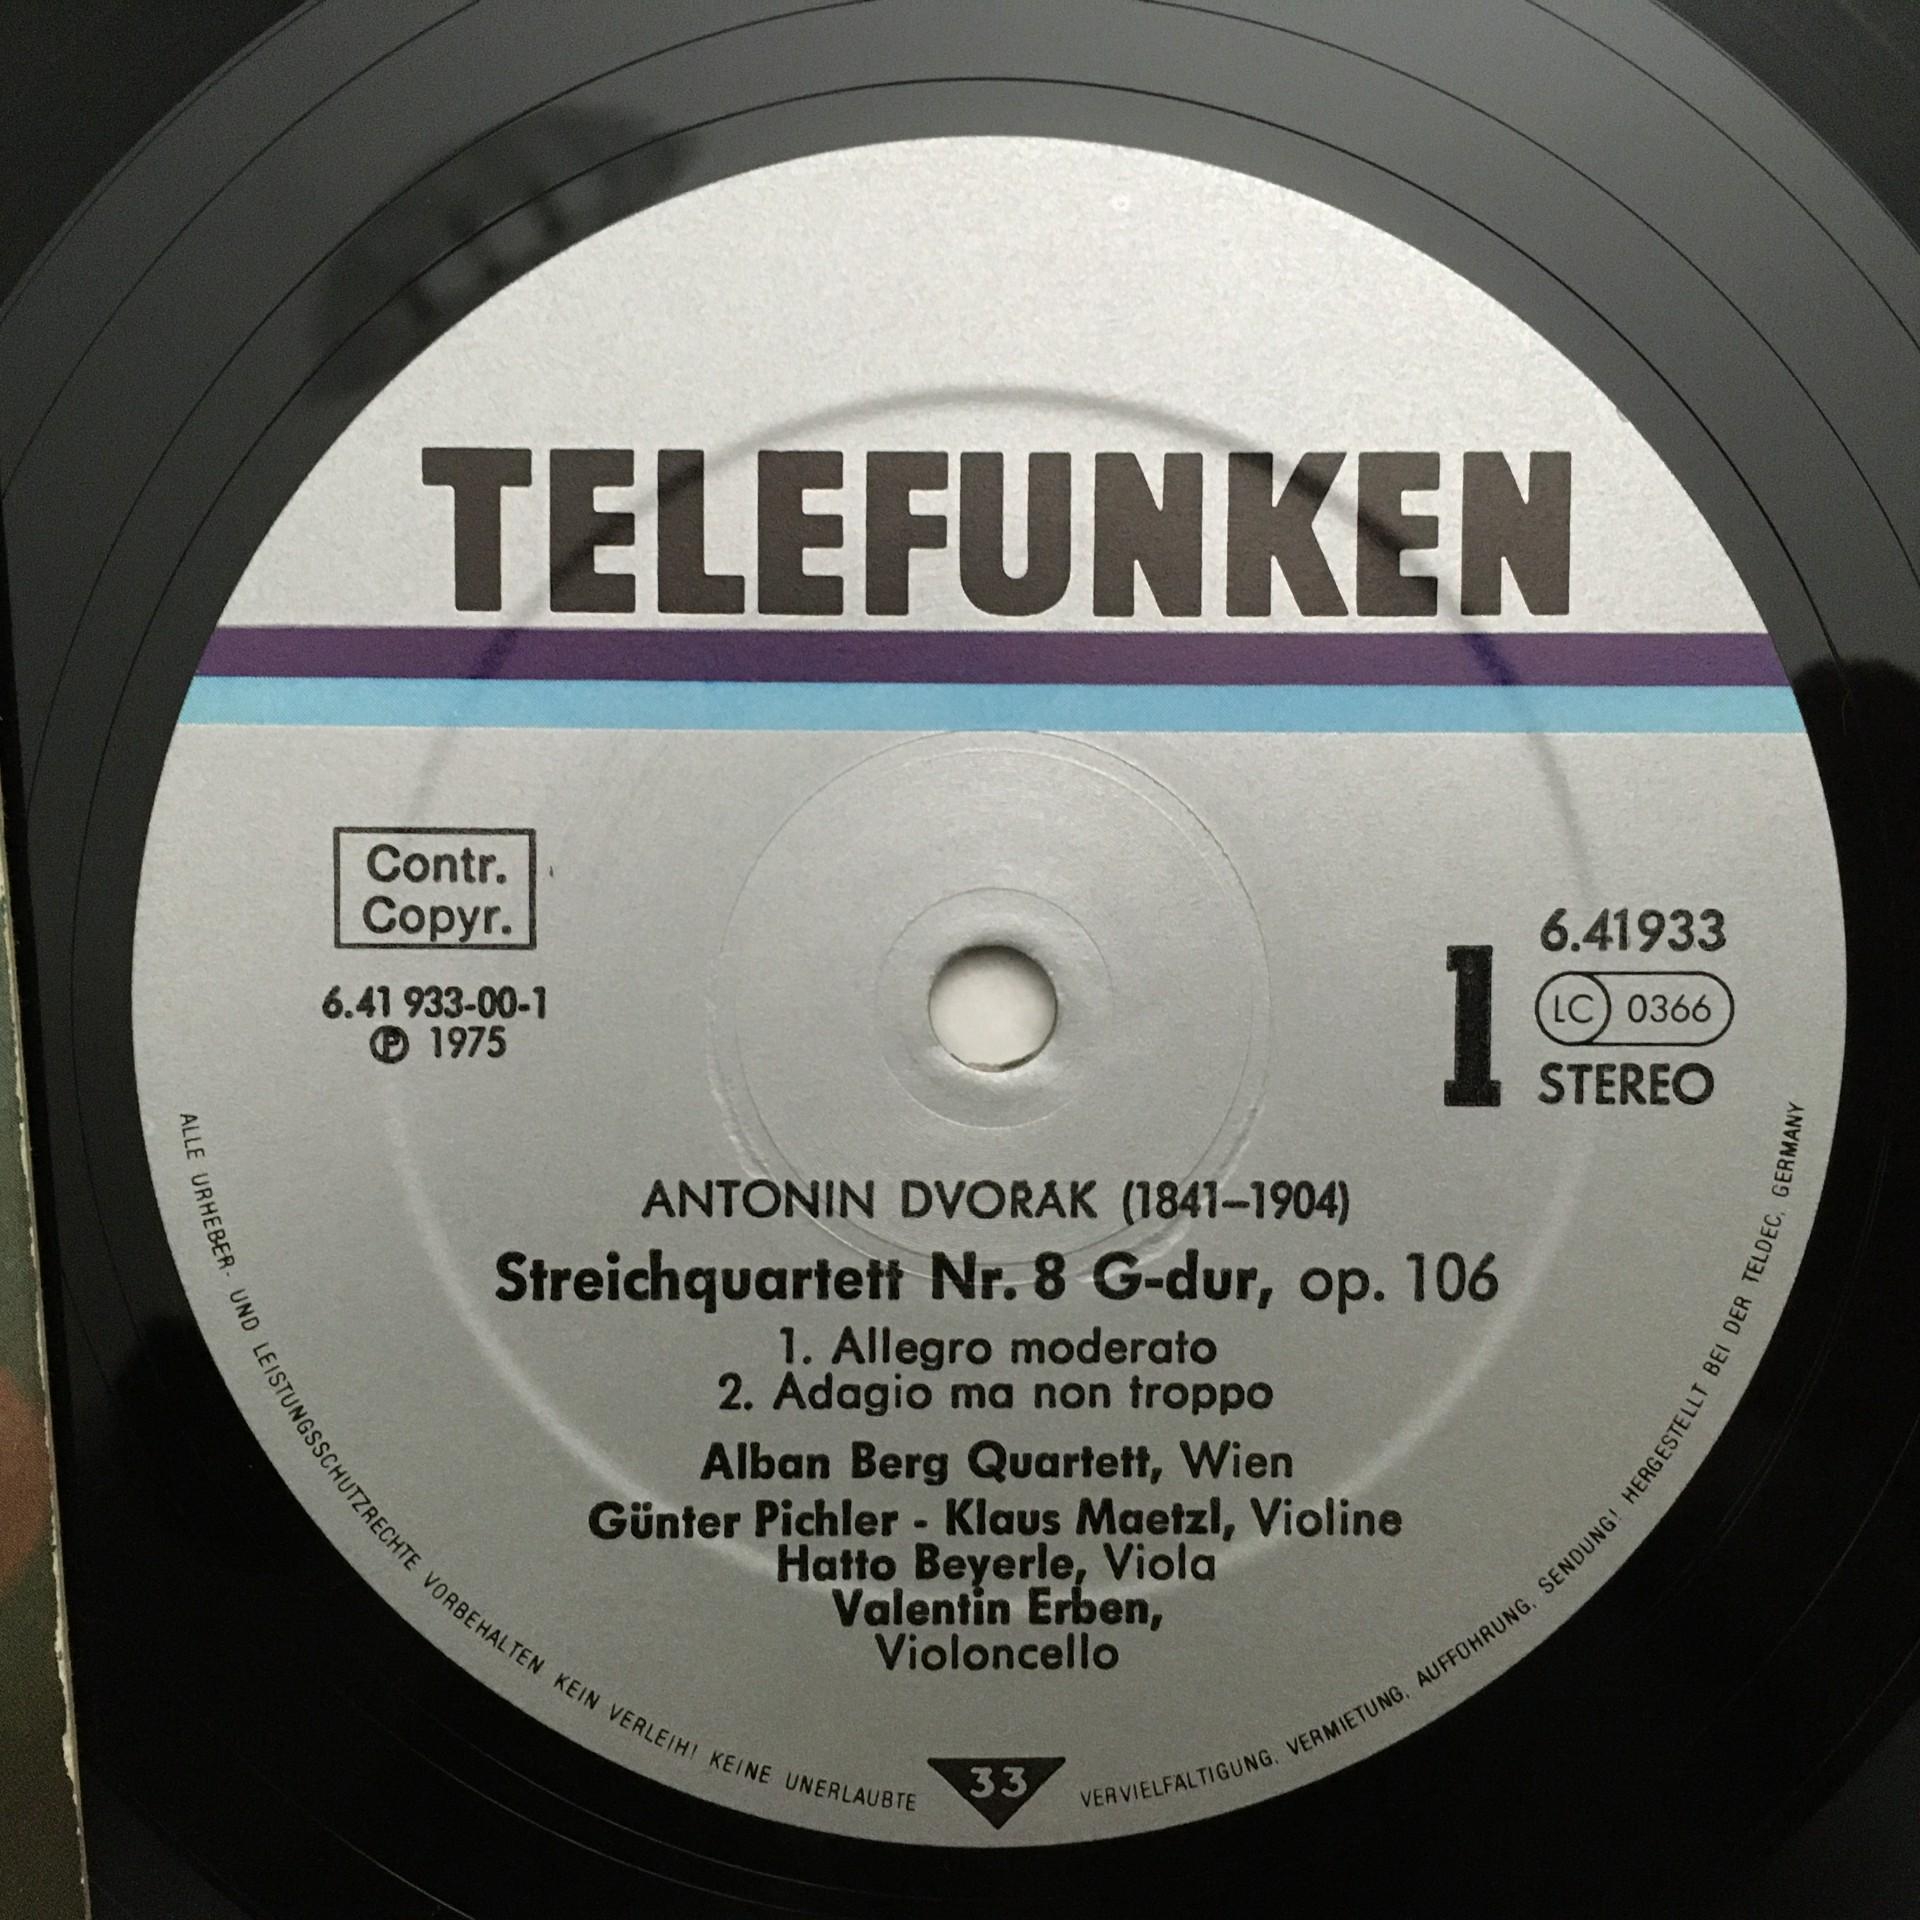 TELEFUNKEN
Contr.
Copyr.
6.41 933-00-1
Ⓟ 1975
1
6.41933
LC 0366
STEREO
ANTONIN DVORAK (1841–1904)
Streichquartett Nr. 8 G-dur, op. 106
1. Allegro moderato
2. Adagio ma non troppo
Alban Berg Quartett, Wien
Günter Pichler - Klaus Maetzl, Violine
Hatto Beyerle, Viola
Valentin Erben,
Violoncello
ALLE URHEBER- UND LEISTUNGSSCHUTZRECHTE VORBEHALTEN KEIN VERLEIH! KEINE UNERLAUBTE
33
VERVIELFÄLTIGUNG, VERMIETUNG, AUFFÜHRUNG, SENDUNG! HERGESTELLT BEI DER TELDEC, GERMANY